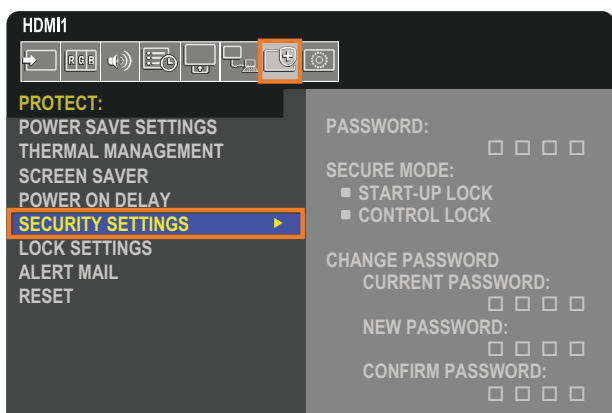 HDMI1
RGB
PROTECT:
POWER SAVE SETTINGS
THERMAL MANAGEMENT
SCREEN SAVER
POWER ON DELAY
SECURITY SETTINGS
LOCK SETTINGS
ALERT MAIL
RESET
PASSWORD:
SECURE MODE:
START-UP LOCK
CONTROL LOCK
CHANGE PASSWORD
CURRENT PASSWORD:
NEW PASSWORD:
CONFIRM PASSWORD: